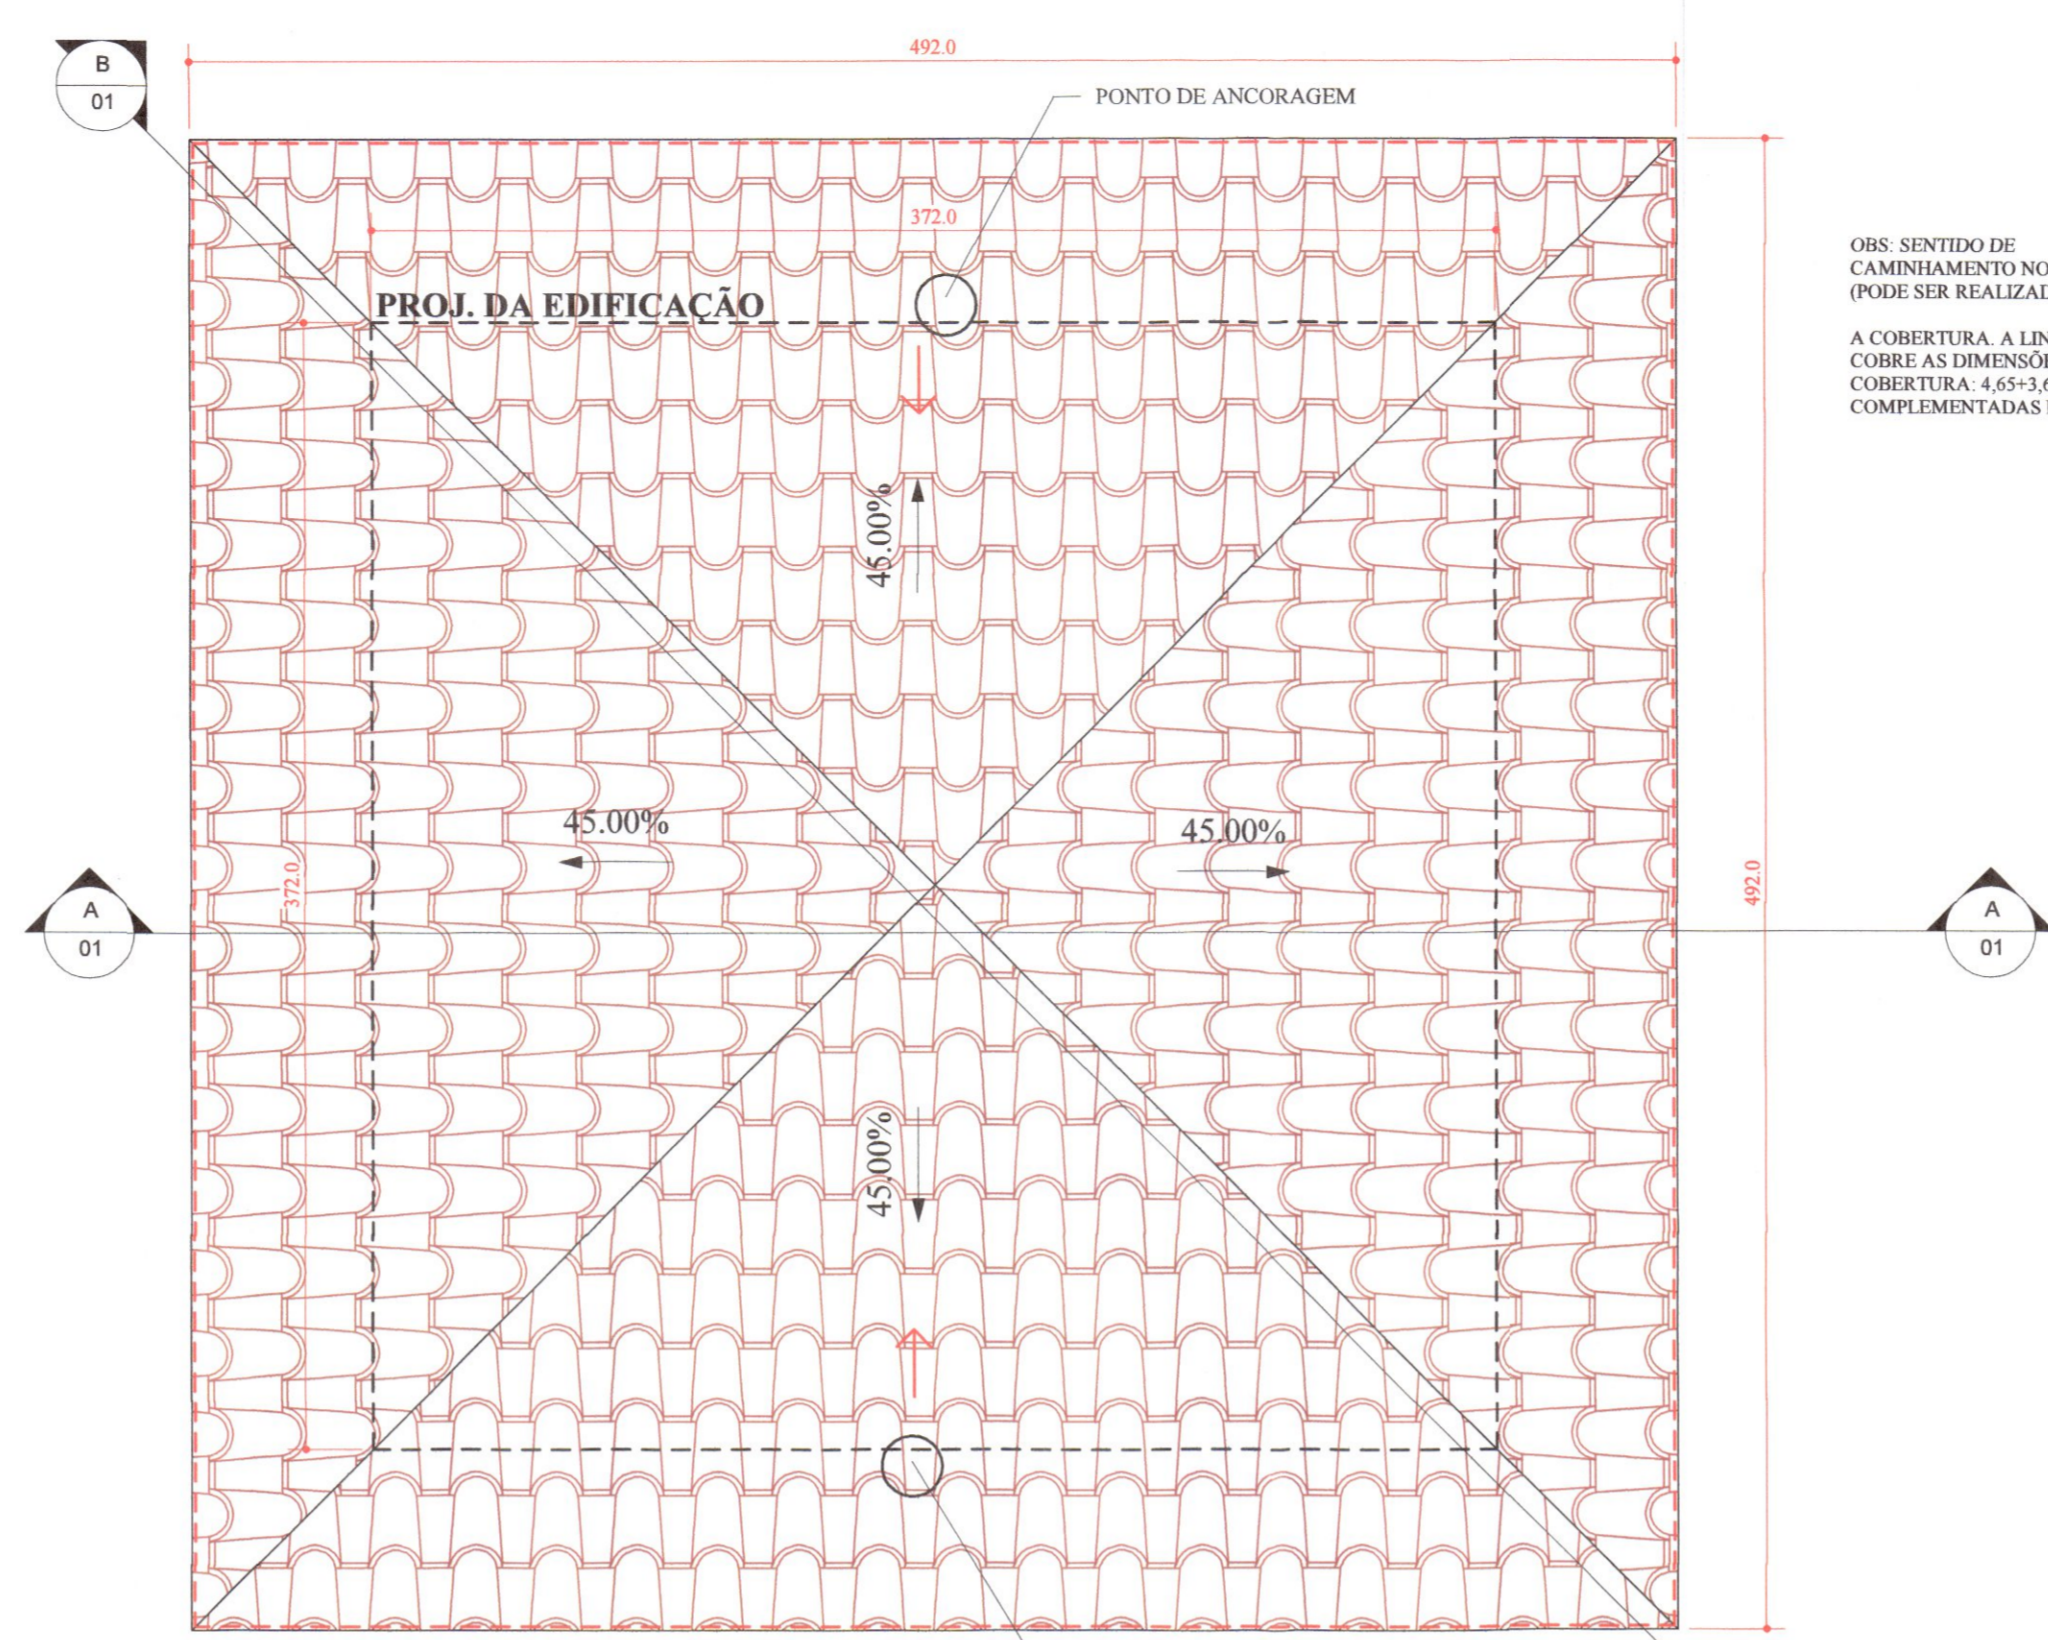 492.0
B
01
PONTO DE ANCORAGEM
372.0
OBS: SENTIDO DE
CAMINHAMENTO NO
(PODE SER REALIZAD
PROJ. DA EDIFICAÇÃO
A COBERTURA. A LIN
COBRE AS DIMENSÕE
COBERTURA: 4,65+3,6
COMPLEMENTADAS
45.00%
45.00%
45.00%
372.0
492.0
A
01
A
01
45.00%